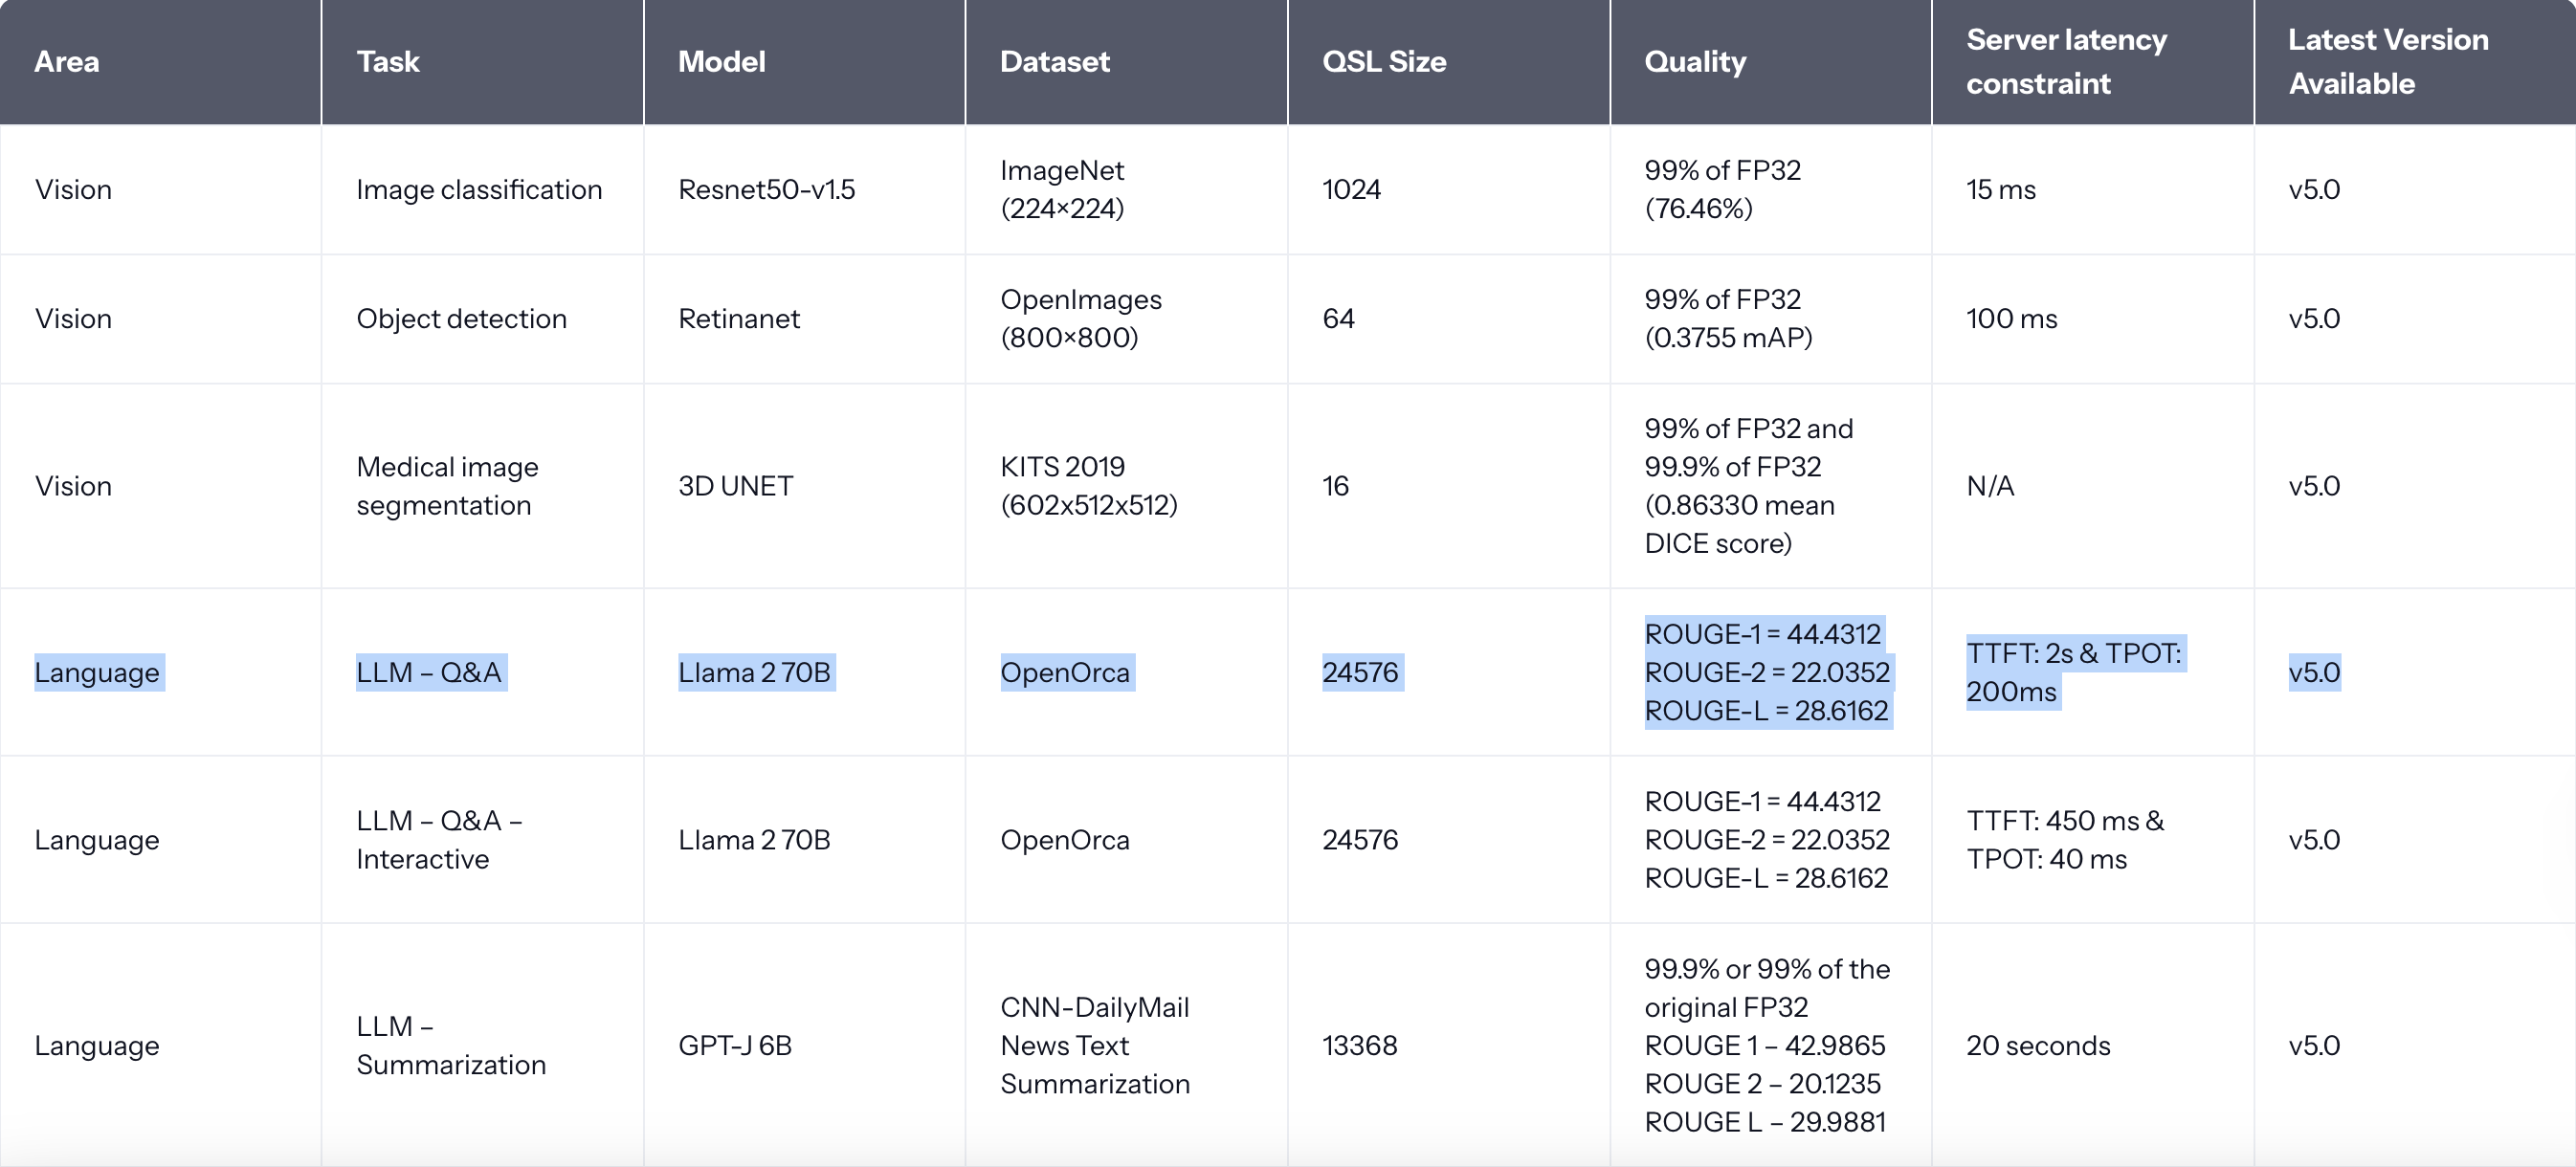 Area Task Model Dataset QSL Size Quality Server latency constraint Latest Version Available
Vision Image classification Resnet50-v1.5 ImageNet (224×224) 1024 99% of FP32 (76.46%) 15 ms v5.0
Vision Object detection Retinanet OpenImages (800×800) 64 99% of FP32 (0.3755 mAP) 100 ms v5.0
Vision Medical image segmentation 3D UNET KITS 2019 (602x512x512) 16 99% of FP32 and 99.9% of FP32 (0.86330 mean DICE score) N/A v5.0
Language LLM – Q&A Llama 2 70B OpenOrca 24576 ROUGE-1 = 44.4312 ROUGE-2 = 22.0352 ROUGE-L = 28.6162 TTFT: 2s & TPOT: 200ms v5.0
Language LLM – Q&A – Interactive Llama 2 70B OpenOrca 24576 ROUGE-1 = 44.4312 ROUGE-2 = 22.0352 ROUGE-L = 28.6162 TTFT: 450 ms & TPOT: 40 ms v5.0
Language LLM – Summarization GPT-J 6B CNN-DailyMail News Text Summarization 13368 99.9% or 99% of the original FP32 ROUGE 1 – 42.9865 ROUGE 2 – 20.1235 ROUGE L – 29.9881 20 seconds v5.0